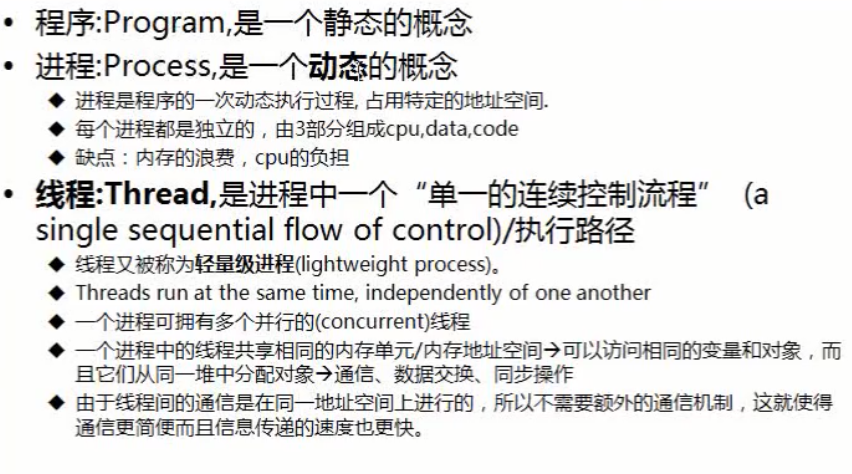 • 程序:Program,是一个静态的概念
• 进程:Process,是一个动态的概念
◆ 进程是程序的一次动态执行过程, 占用特定的地址空间.
◆ 每个进程都是独立的，由3部分组成cpu,data,code
◆ 缺点：内存的浪费，cpu的负担
• 线程:Thread,是进程中一个“单一的连续控制流程” (a
single sequential flow of control)/执行路径
◆ 线程又被称为轻量级进程(lightweight process)。
◆ Threads run at the same time, independently of one another
◆ 一个进程可拥有多个并行的(concurrent)线程
◆ 一个进程中的线程共享相同的内存单元/内存地址空间→可以访问相同的变量和对象，而
且它们从同一堆中分配对象→通信、数据交换、同步操作
◆ 由于线程间的通信是在同一地址空间上进行的，所以不需要额外的通信机制，这就使得
通信更简便而且信息传递的速度也更快。